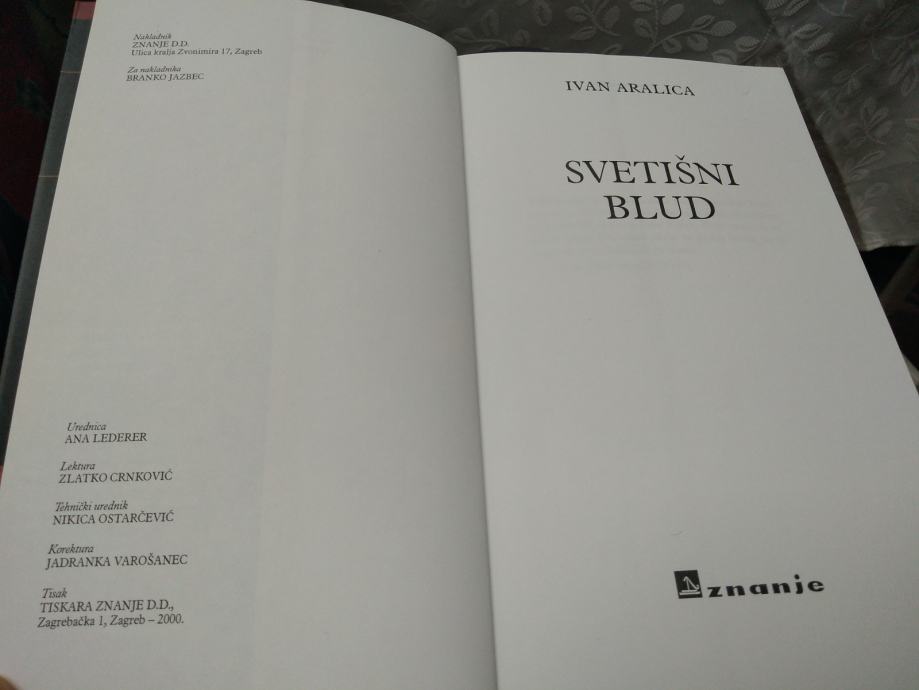 Nakladnik
ZNANJE D.D.
Ulica kralja Zvonimira 17, Zagreb
Za nakladnika
BRANKO JAZBEC
Urednica
ANA LEDERER
Lektura
ZLATKO CRNKOVIĆ
Tehnički urednik
NIKICA OSTARČEVIĆ
Korektura
JADRANKA VAROŠANEC
Tisak
TISKARA ZNANJE D.D.,
Zagrebačka 1, Zagreb – 2000.
IVAN ARALICA
SVETIŠNI
BLUD
znanje